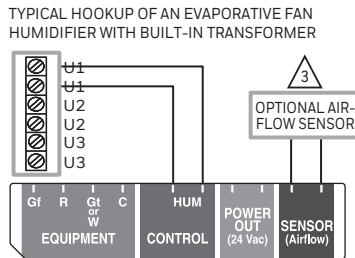 TYPICAL HOOKUP OF AN EVAPORATIVE FAN
HUMIDIFIER WITH BUILT-IN TRANSFORMER
U1
U1
U2
U2
U3
U3
3
OPTIONAL AIR-
FLOW SENSOR
Gf R Gt or W C
HUM
EQUIPMENT
CONTROL
POWER
OUT
(24 Vac)
SENSOR
(Airflow)